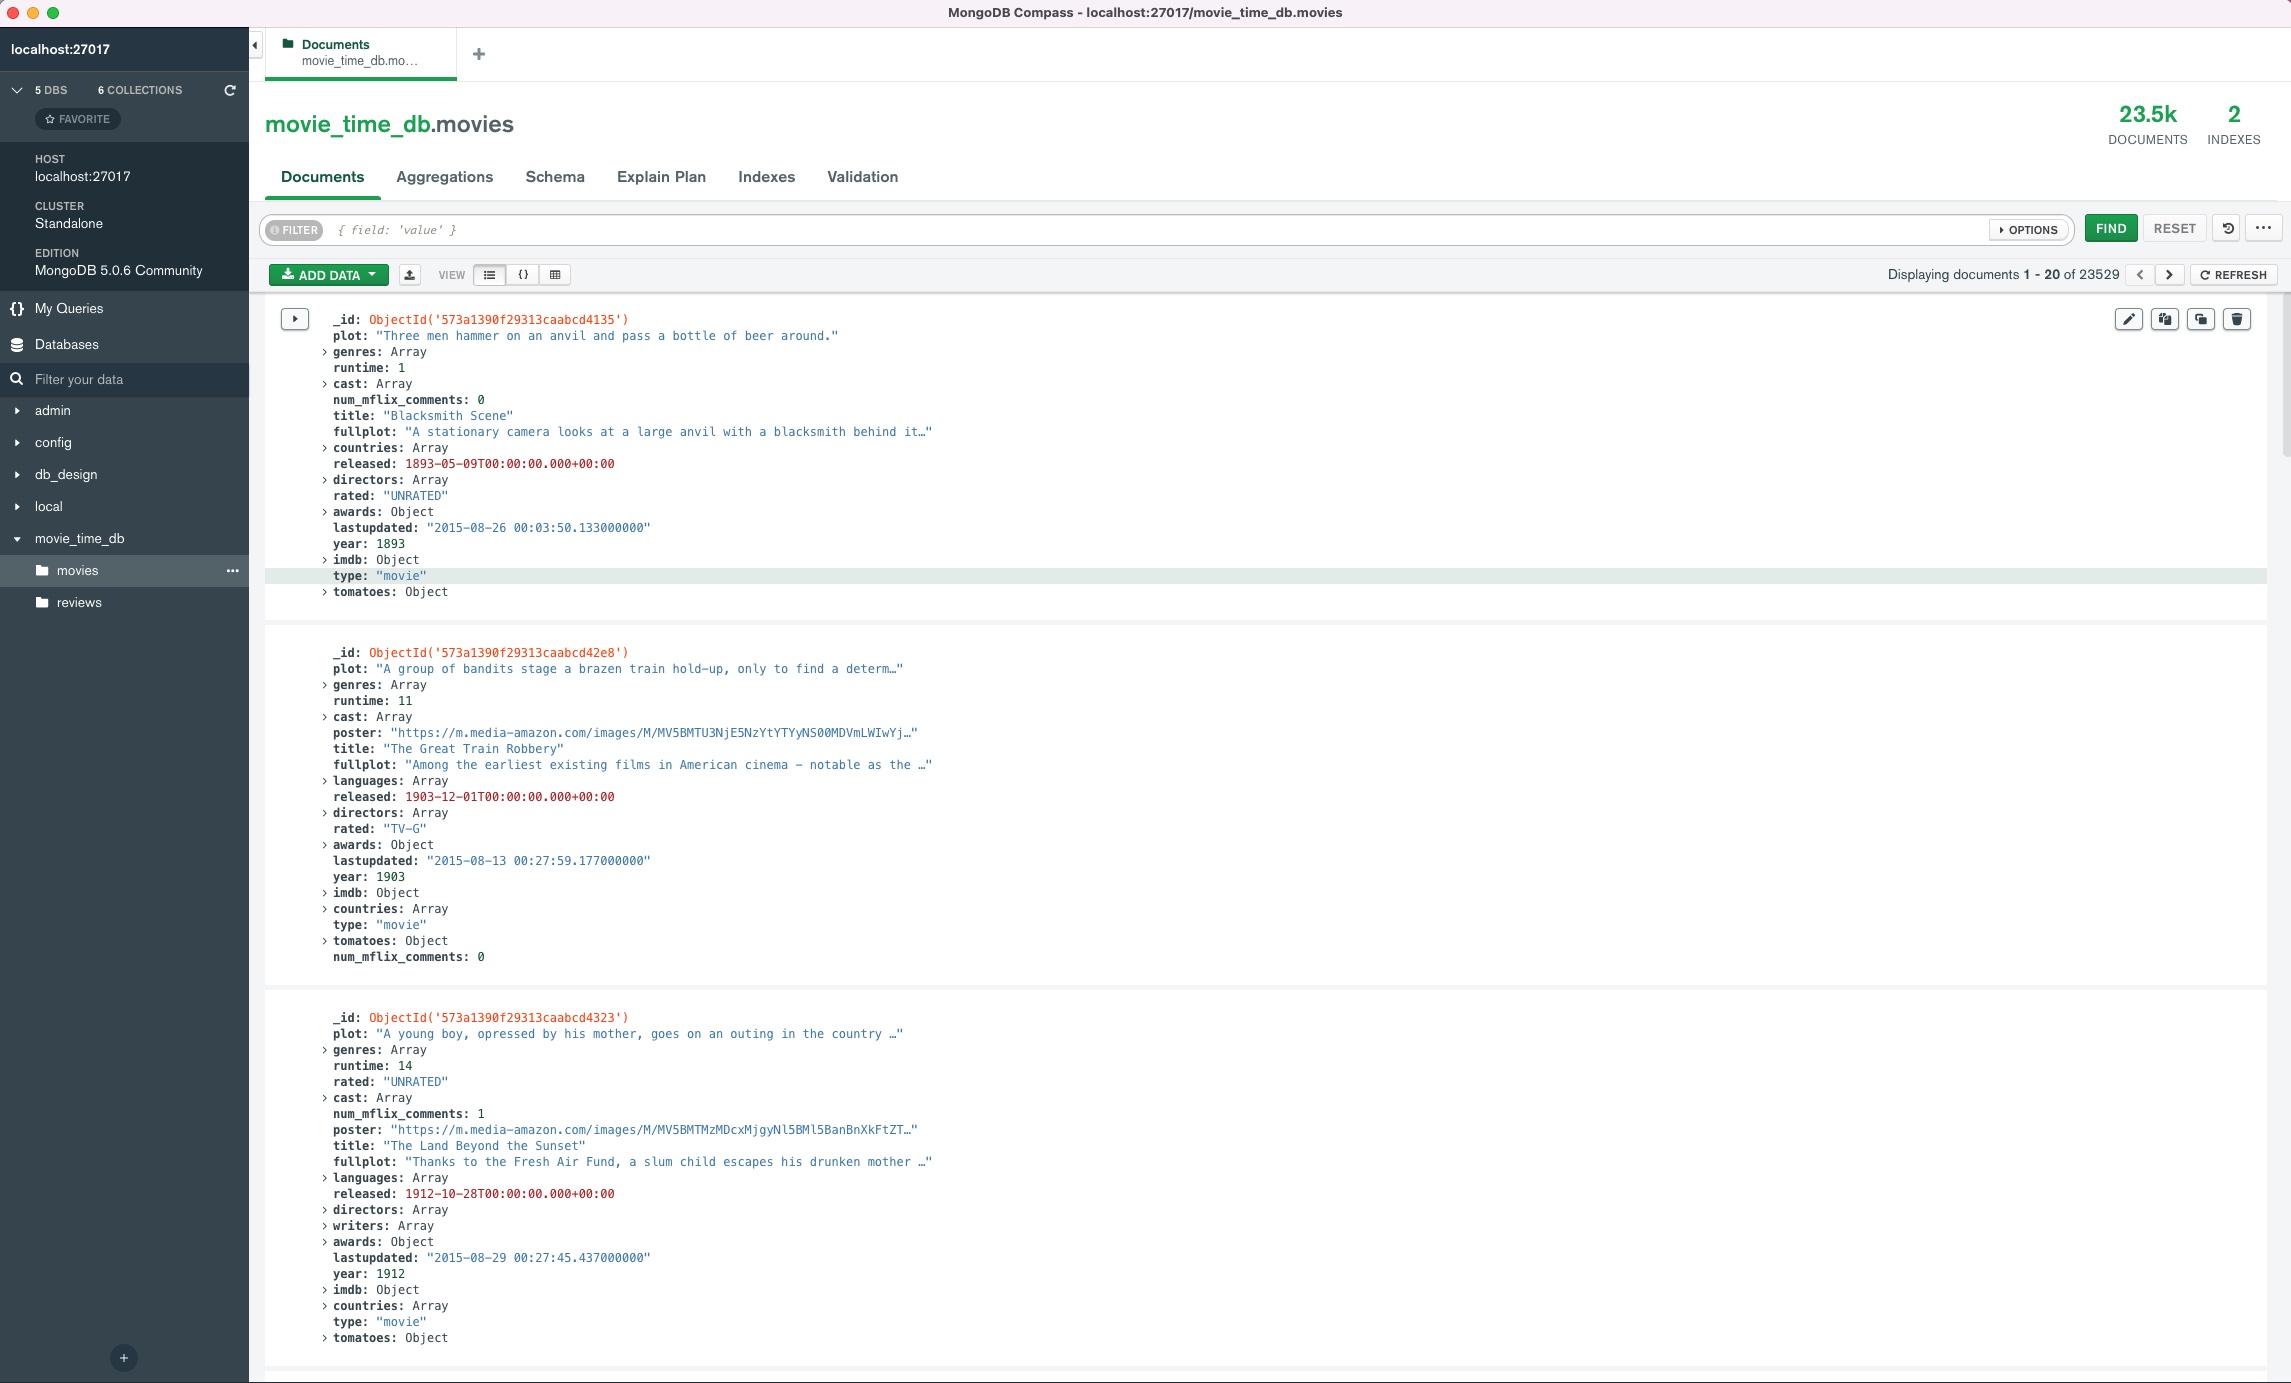 MongoDB Compass - localhost:27017/movie_time_db.movies
localhost:27017
5 DBS 6 COLLECTIONS
FAVORITE
HOST
localhost:27017
CLUSTER
Standalone
EDITION
MongoDB 5.0.6 Community
{} My Queries
Databases
Filter your data
admin
config
db_design
local
movie_time_db
movies ...
reviews
+
Documents
movie_time_db.mo...
+
movie_time_db.movies
23.5k
DOCUMENTS
2
INDEXES
Documents Aggregations Schema Explain Plan Indexes Validation
FILTER { field: 'value' } OPTIONS FIND RESET ...
ADD DATA VIEW {} Displaying documents 1 - 20 of 23529 < > REFRESH
_id: ObjectId('573a1390f29313caabcd4135')
plot: "Three men hammer on an anvil and pass a bottle of beer around."
> genres: Array
runtime: 1
> cast: Array
num_mflix_comments: 0
title: "Blacksmith Scene"
fullplot: "A stationary camera looks at a large anvil with a blacksmith behind it…"
> countries: Array
released: 1893-05-09T00:00:00.000+00:00
> directors: Array
rated: "UNRATED"
> awards: Object
lastupdated: "2015-08-26 00:03:50.133000000"
year: 1893
> imdb: Object
type: "movie"
> tomatoes: Object
_id: ObjectId('573a1390f29313caabcd42e8')
plot: "A group of bandits stage a brazen train hold-up, only to find a determ…"
> genres: Array
runtime: 11
> cast: Array
poster: "https://m.media-amazon.com/images/M/MV5BMTU3NjE5NzYtYTYyNS00MDVmLWIwYj…"
title: "The Great Train Robbery"
fullplot: "Among the earliest existing films in American cinema - notable as the …"
> languages: Array
released: 1903-12-01T00:00:00.000+00:00
> directors: Array
rated: "TV-G"
> awards: Object
lastupdated: "2015-08-13 00:27:59.177000000"
year: 1903
> imdb: Object
> countries: Array
type: "movie"
> tomatoes: Object
num_mflix_comments: 0
_id: ObjectId('573a1390f29313caabcd4323')
plot: "A young boy, opressed by his mother, goes on an outing in the country …"
> genres: Array
runtime: 14
rated: "UNRATED"
> cast: Array
num_mflix_comments: 1
poster: "https://m.media-amazon.com/images/M/MV5BMTMzMDcxMjgyNl5BMl5BanBnXkFtZT…"
title: "The Land Beyond the Sunset"
fullplot: "Thanks to the Fresh Air Fund, a slum child escapes his drunken mother …"
> languages: Array
released: 1912-10-28T00:00:00.000+00:00
> directors: Array
> writers: Array
> awards: Object
lastupdated: "2015-08-29 00:27:45.437000000"
year: 1912
> imdb: Object
> countries: Array
type: "movie"
> tomatoes: Object